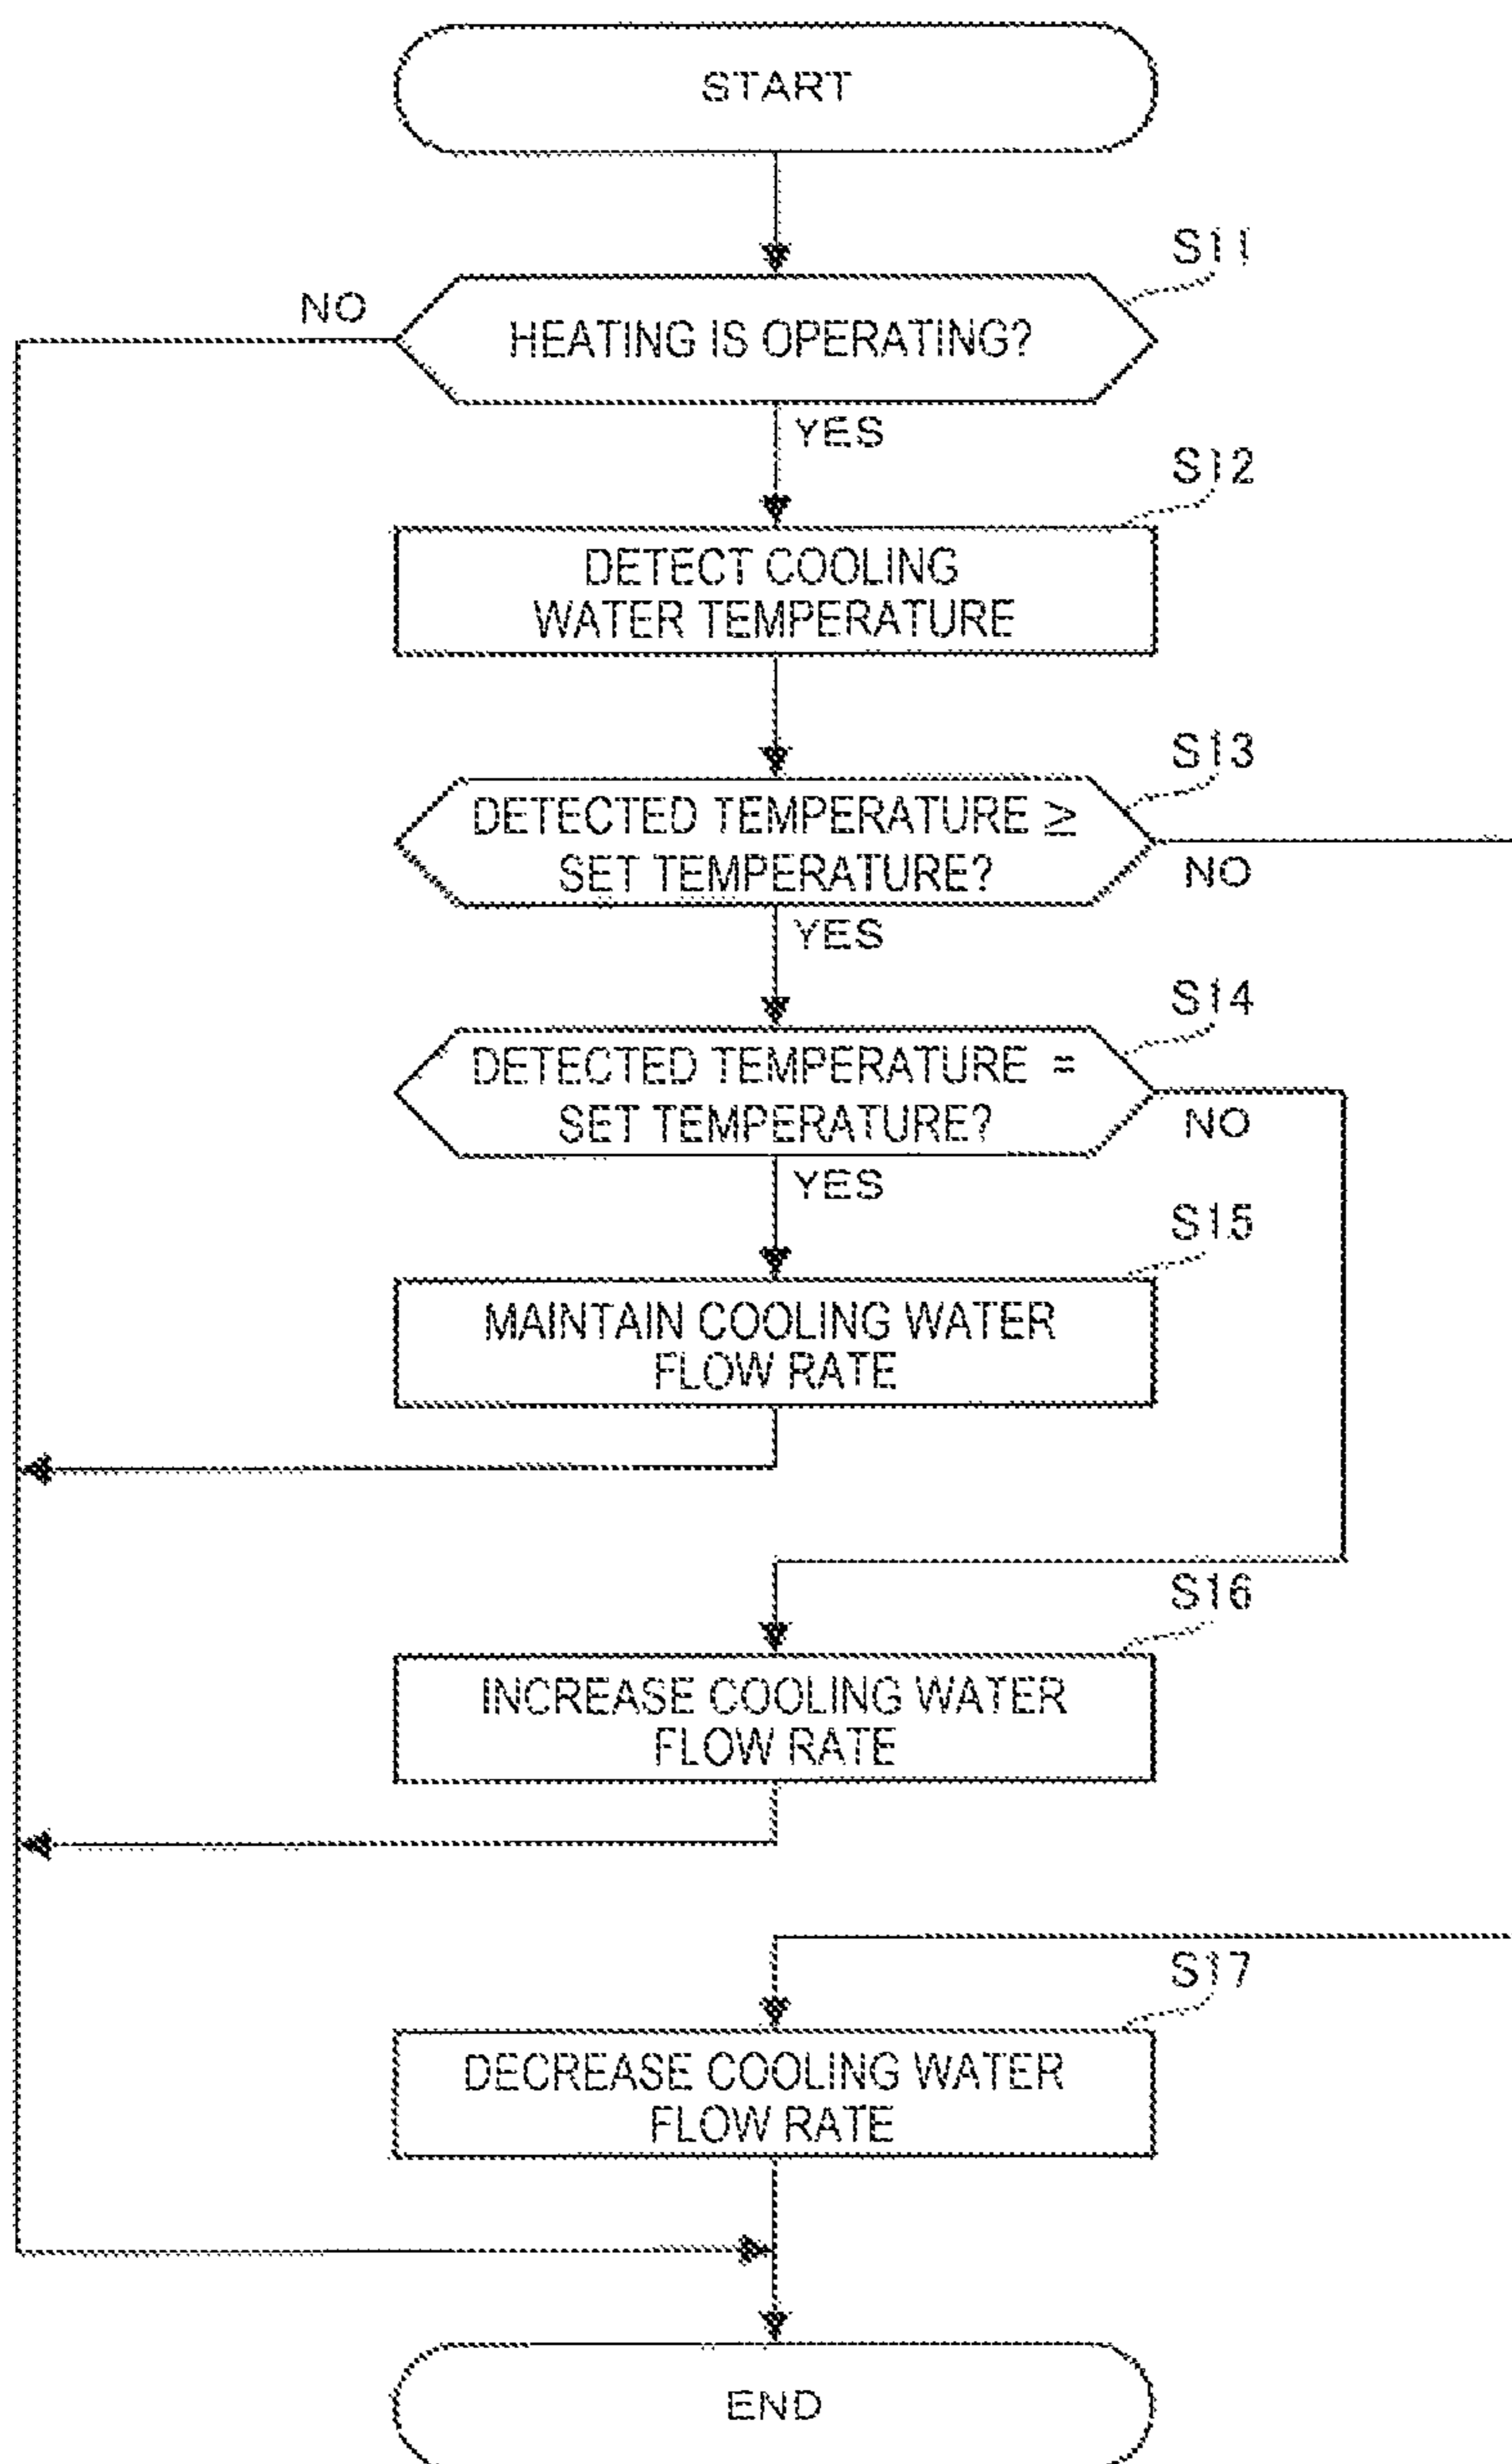 START
S11
NO
HEATING IS OPERATING?
YES
S12
DETECT COOLING
WATER TEMPERATURE
S13
DETECTED TEMPERATURE ≥
SET TEMPERATURE?
NO
YES
S14
DETECTED TEMPERATURE =
SET TEMPERATURE?
NO
YES
S15
MAINTAIN COOLING WATER
FLOW RATE
S16
INCREASE COOLING WATER
FLOW RATE
S17
DECREASE COOLING WATER
FLOW RATE
END